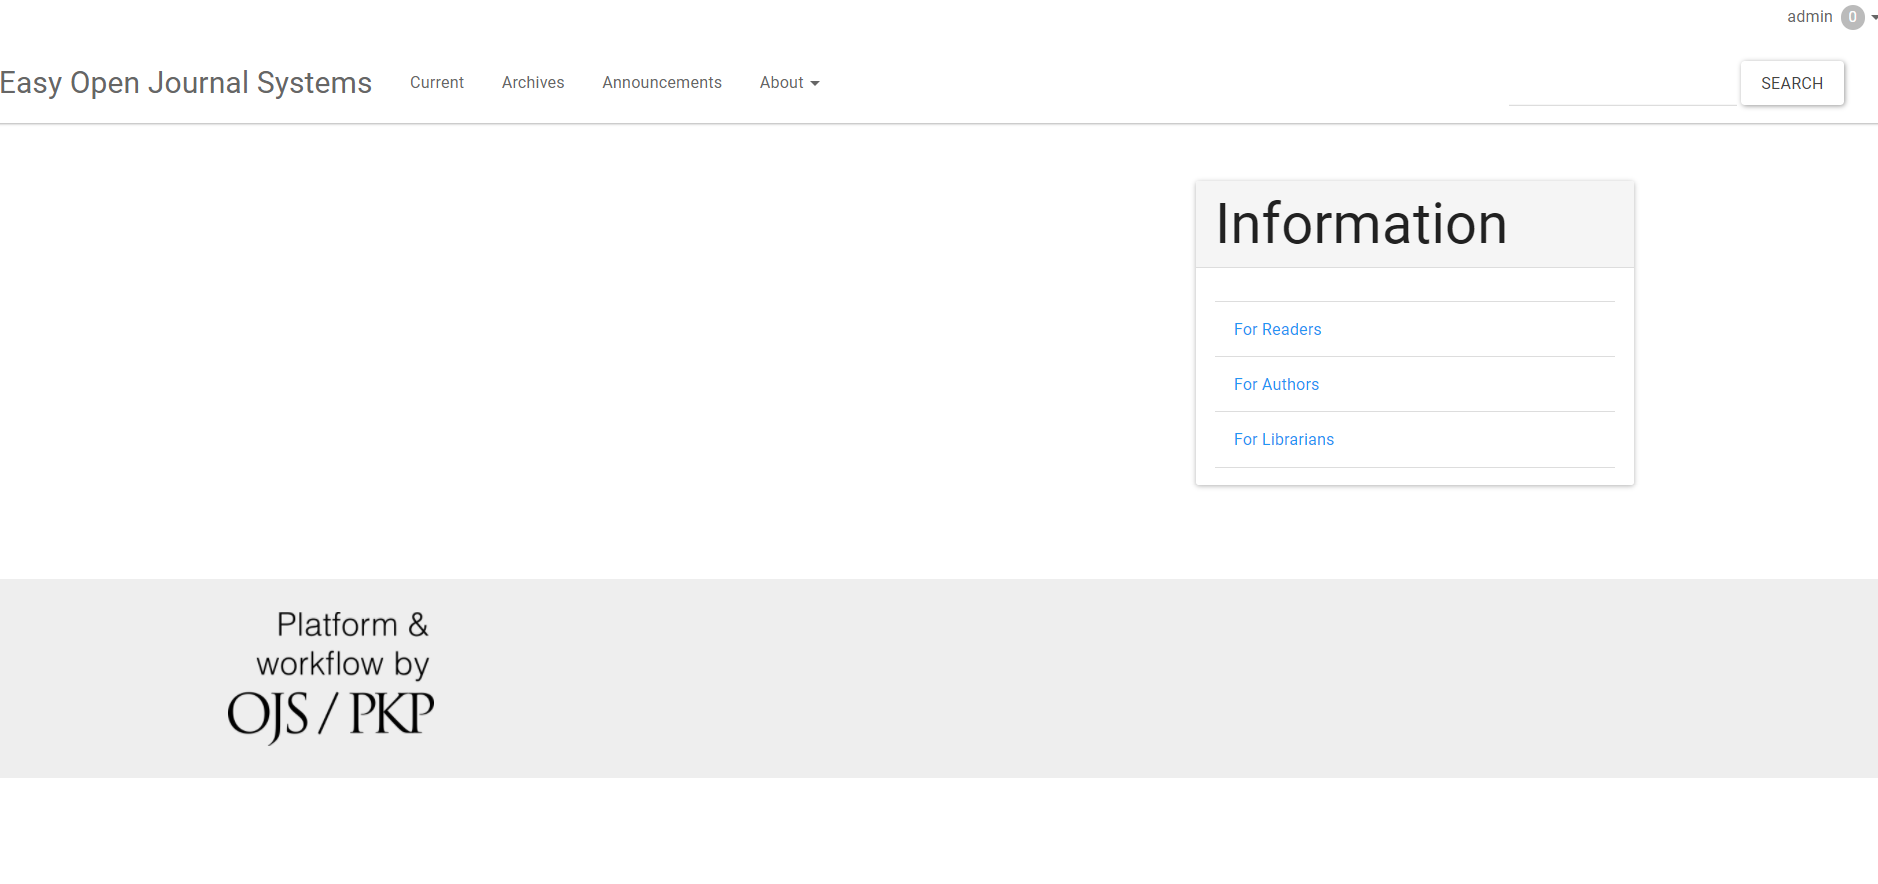 admin 0
Easy Open Journal Systems Current Archives Announcements About SEARCH
Information
For Readers
For Authors
For Librarians
Platform &
workflow by
OJS / PKP